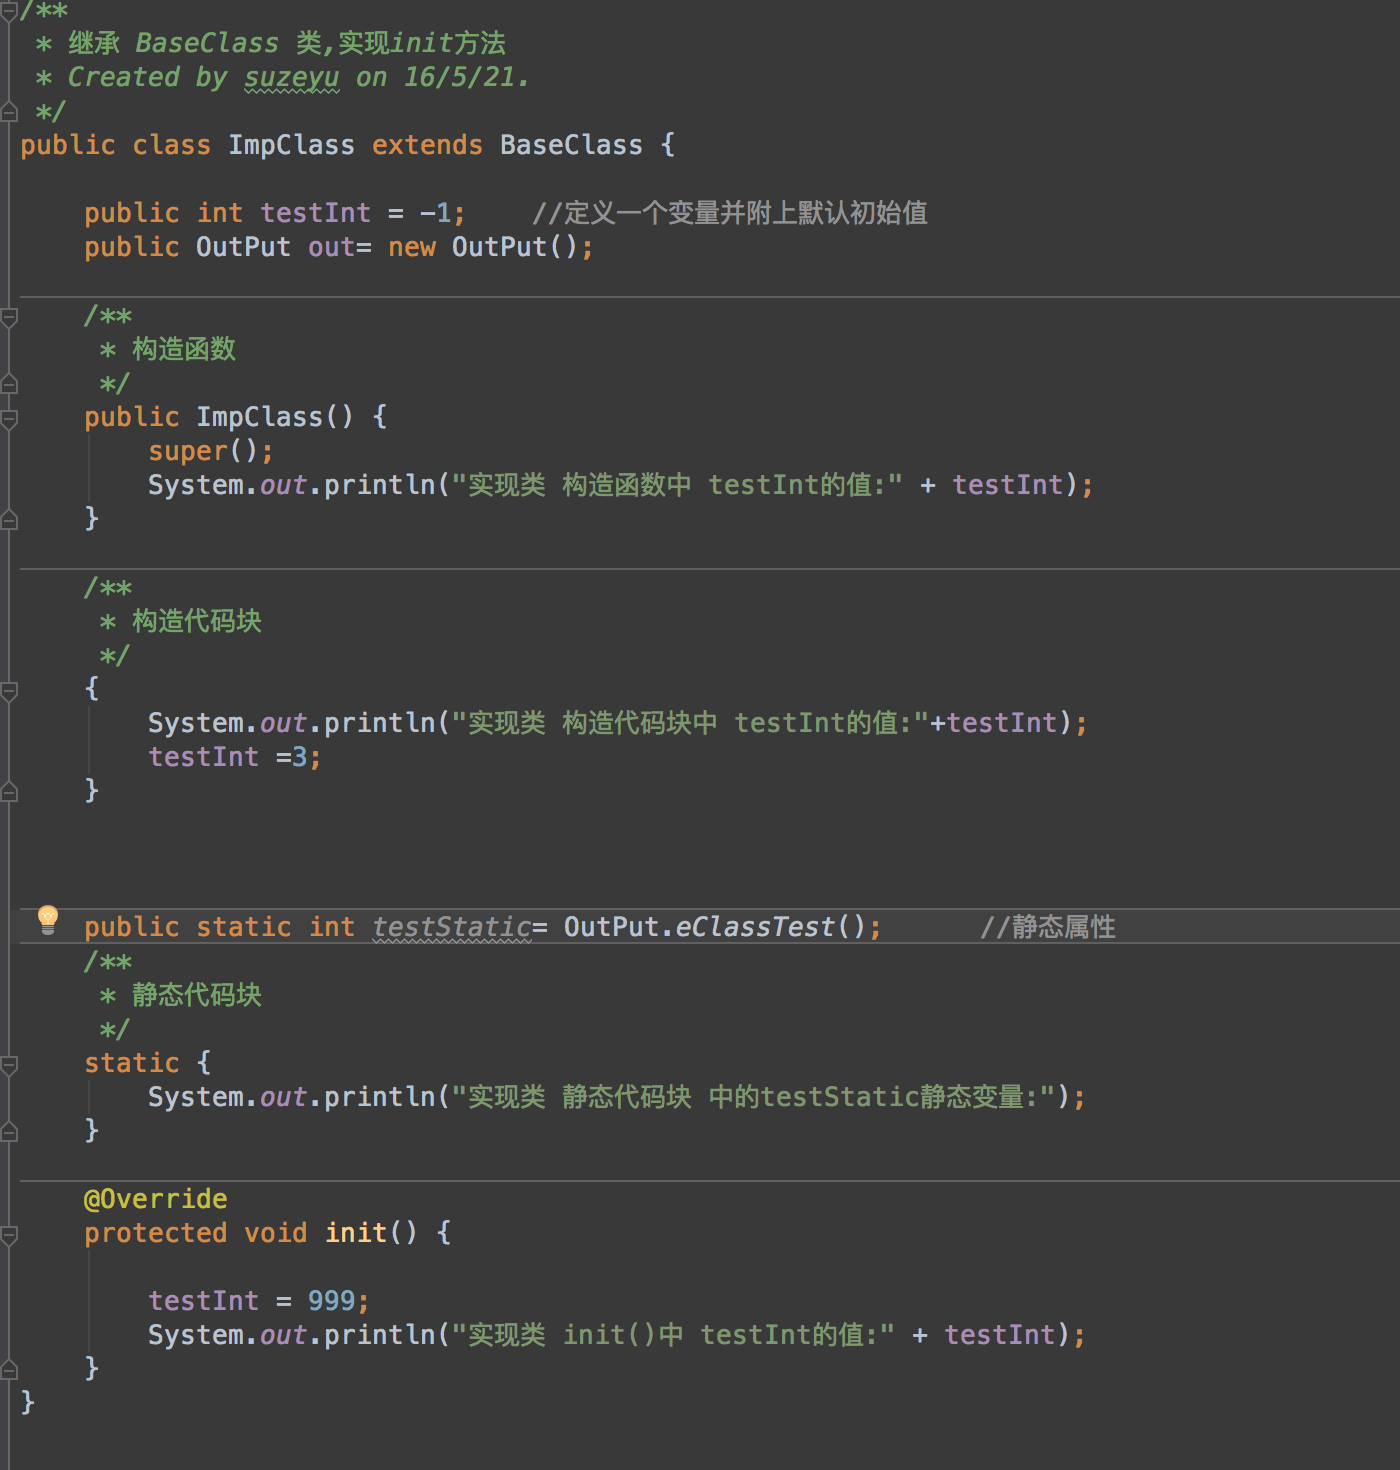 /**
 * 继承 BaseClass 类,实现init方法
 * Created by suzeyu on 16/5/21.
 */
public class ImpClass extends BaseClass {
    public int testInt = -1;    //定义一个变量并附上默认初始值
    public OutPut out= new OutPut();
    /**
     * 构造函数
     */
    public ImpClass() {
        super();
        System.out.println("实现类 构造函数中 testInt的值:" + testInt);
    }
    /**
     * 构造代码块
     */
    {
        System.out.println("实现类 构造代码块中 testInt的值:"+testInt);
        testInt =3;
    }
    public static int testStatic= OutPut.eClassTest();      //静态属性
    /**
     * 静态代码块
     */
    static {
        System.out.println("实现类 静态代码块 中的testStatic静态变量:");
    }
    @Override
    protected void init() {
        testInt = 999;
        System.out.println("实现类 init()中 testInt的值:" + testInt);
    }
}